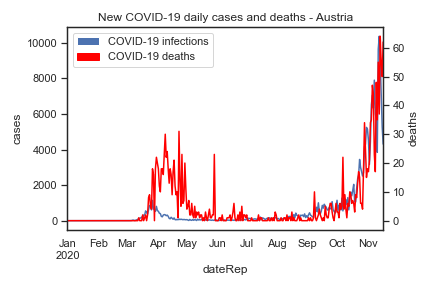 New COVID-19 daily cases and deaths - Austria
COVID-19 infections
COVID-19 deaths
10000
8000
6000
4000
2000
0
cases
60
50
40
30
20
10
0
deaths
Jan Feb Mar Apr May Jun Jul Aug Sep Oct Nov
2020
dateRep